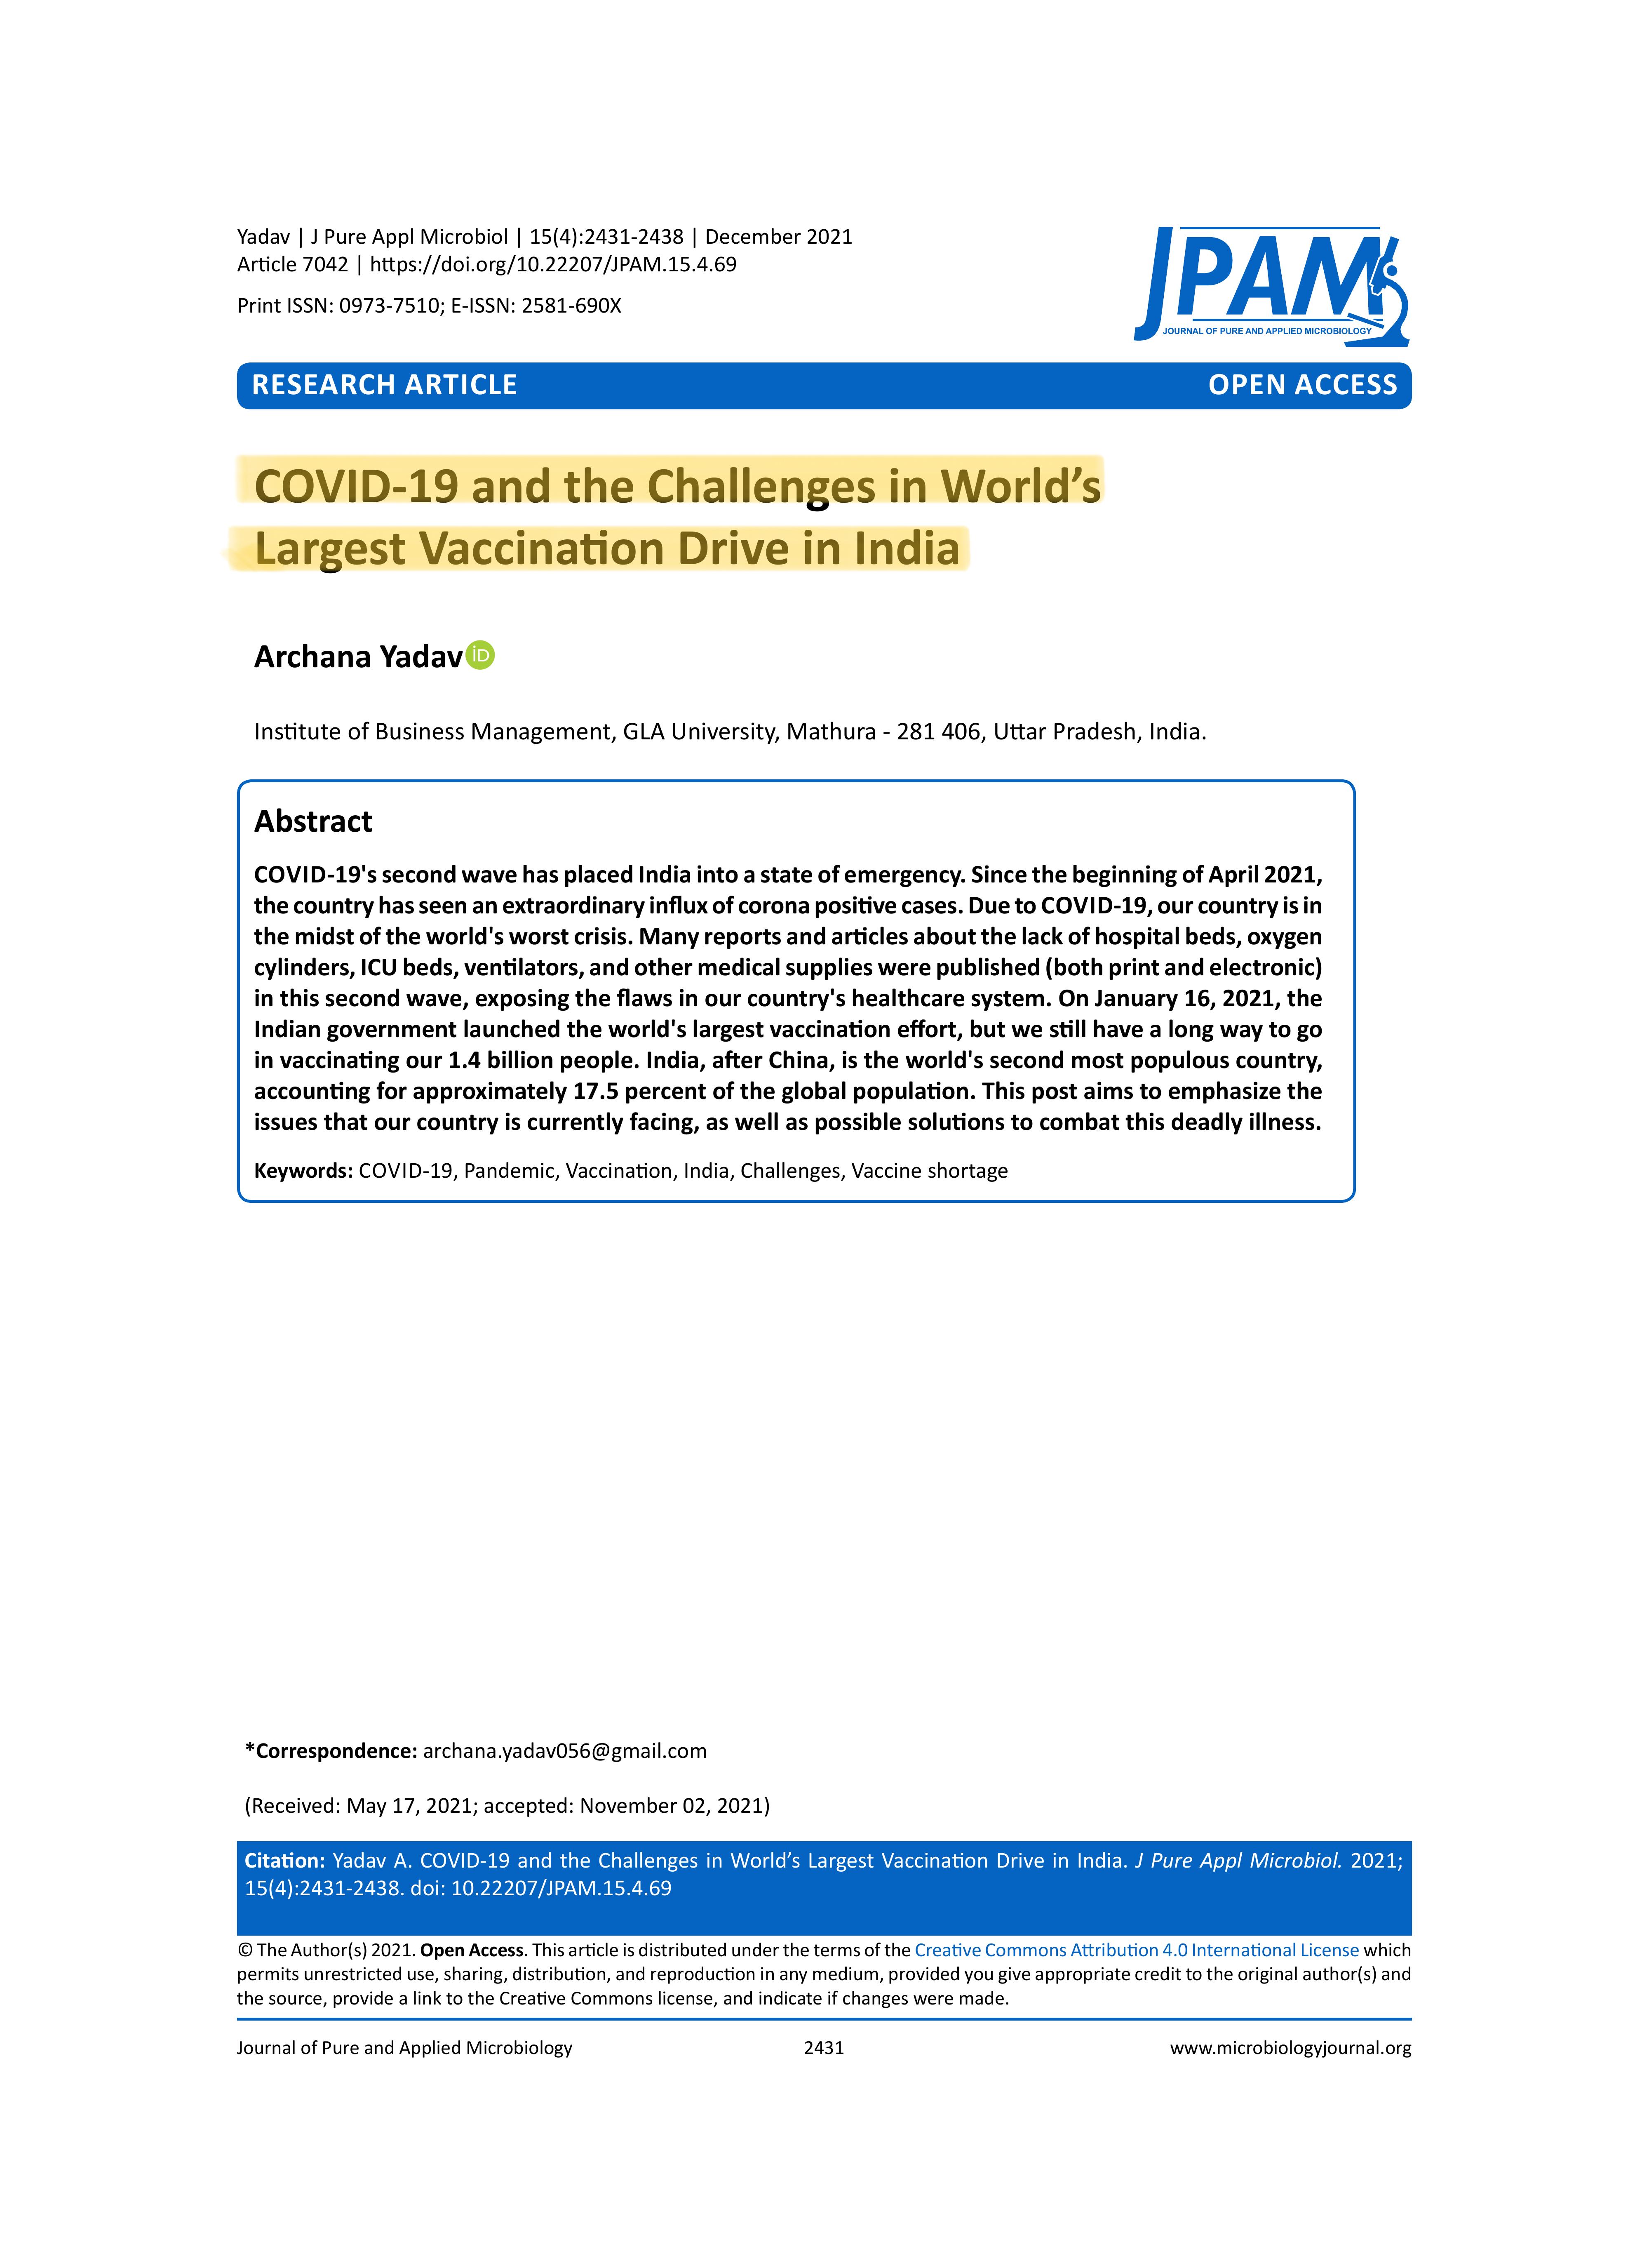 Yadav | J Pure Appl Microbiol | 15(4):2431-2438 | December 2021
Article 7042 | https://doi.org/10.22207/JPAM.15.4.69
Print ISSN: 0973-7510; E-ISSN: 2581-690X
JPAM
JOURNAL OF PURE AND APPLIED MICROBIOLOGY
RESEARCH ARTICLE OPEN ACCESS
COVID-19 and the Challenges in World’s
Largest Vaccination Drive in India
Archana Yadav iD
Institute of Business Management, GLA University, Mathura - 281 406, Uttar Pradesh, India.
Abstract
COVID-19's second wave has placed India into a state of emergency. Since the beginning of April 2021,
the country has seen an extraordinary influx of corona positive cases. Due to COVID-19, our country is in
the midst of the world's worst crisis. Many reports and articles about the lack of hospital beds, oxygen
cylinders, ICU beds, ventilators, and other medical supplies were published (both print and electronic)
in this second wave, exposing the flaws in our country's healthcare system. On January 16, 2021, the
Indian government launched the world's largest vaccination effort, but we still have a long way to go
in vaccinating our 1.4 billion people. India, after China, is the world's second most populous country,
accounting for approximately 17.5 percent of the global population. This post aims to emphasize the
issues that our country is currently facing, as well as possible solutions to combat this deadly illness.
Keywords: COVID-19, Pandemic, Vaccination, India, Challenges, Vaccine shortage
*Correspondence: archana.yadav056@gmail.com
(Received: May 17, 2021; accepted: November 02, 2021)
Citation: Yadav A. COVID-19 and the Challenges in World’s Largest Vaccination Drive in India. J Pure Appl Microbiol. 2021;
15(4):2431-2438. doi: 10.22207/JPAM.15.4.69
© The Author(s) 2021. Open Access. This article is distributed under the terms of the Creative Commons Attribution 4.0 International License which
permits unrestricted use, sharing, distribution, and reproduction in any medium, provided you give appropriate credit to the original author(s) and
the source, provide a link to the Creative Commons license, and indicate if changes were made.
Journal of Pure and Applied Microbiology 2431 www.microbiologyjournal.org